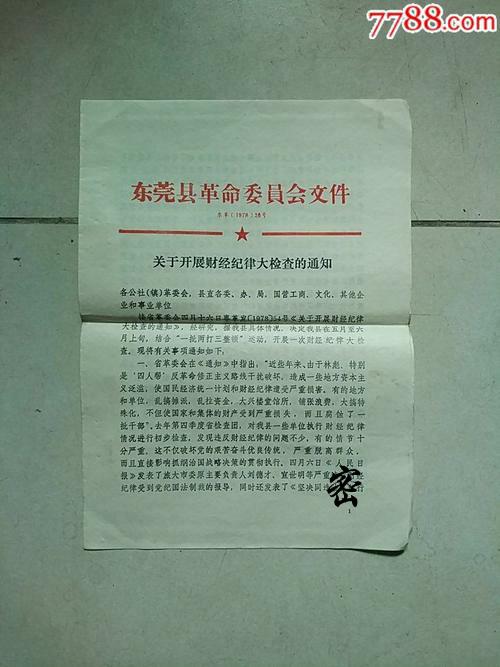 7788.com
东莞县革命委員会文件
东革〔1978〕38号
关于开展财经纪律大检查的通知
各公社(镇)革委会，县直各委、办、局，国营工商、文化、其他企
业和事业单位
接省革委会四月十六日粤革发〔1978〕54号《关于开展财经纪律
大检查的通知》，经研究，据我县具体情况，决定我县在五月至六
月上旬，结合"一批两打三整顿"运动，开展一次财经纪律大检
查。现将有关事项通知如下：
一、省革委会在《通知》中指出，"近些年来，由于林彪，特别
是'四人帮'反革命修正主义路线干扰破坏，造成一些地方资本主
义泛滥，使国民经济统一计划和财经纪律遭受严重损害。有的地方
和单位，乱搞摊派，乱拉资金，大兴楼堂馆所，铺张浪费，大搞特
殊化，不但使国家和集体的财产受到严重损失，而且腐蚀了一
批干部"。去年第四季度省检查团，对我县一些单位执行财经纪律
情况进行初步检查，发现违反财经纪律的问题不少，有的情节十
分严重。这不仅破坏党的艰苦奋斗优良传统，严重脱离群众，
而且直接影响抓纲治国战略决策的贯彻执行。四月六日《人民日
报》发表了旅大市委原主要负责人刘德才、宣世明等严重
经
纪律受到党纪国法制裁的报导，同时还发表了《坚决同
行
密
1